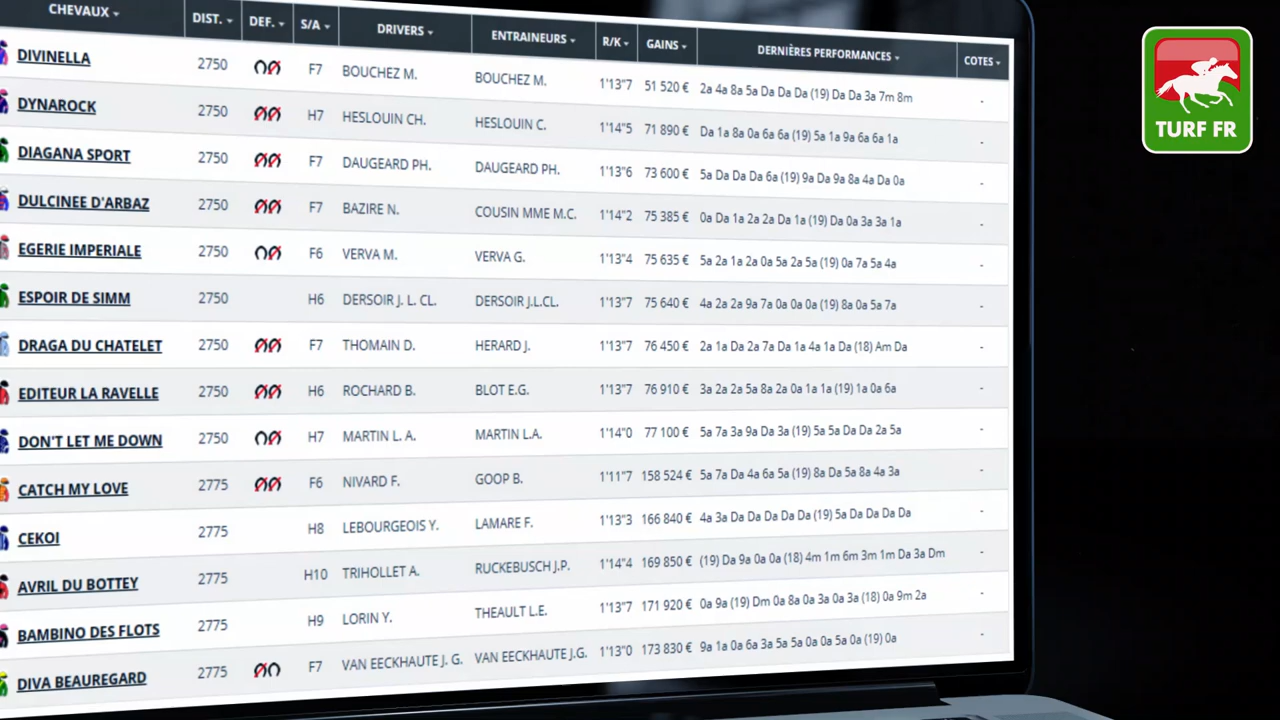 CHEVAUX DIST. DEF. S/A DRIVERS ENTRAINEURS R/K GAINS DERNIÈRES PERFORMANCES COTES
DIVINELLA 2750 F7 BOUCHEZ M. BOUCHEZ M. 1'13"7 51 520 € 2a 4a 8a 5a Da Da Da (19) Da Da 3a 7m 8m -
DYNAROCK 2750 H7 HESLOUIN CH. HESLOUIN C. 1'14"5 71 890 € Da 1a 8a 0a 6a 6a (19) 5a 1a 9a 6a 6a 1a -
DIAGANA SPORT 2750 F7 DAUGEARD PH. DAUGEARD PH. 1'13"6 73 600 € 5a Da Da Da 6a (19) 9a Da 9a 8a 4a Da 0a -
DULCINEE D'ARBAZ 2750 F7 BAZIRE N. COUSIN MME M.C. 1'14"2 75 385 € 0a Da 1a 2a 2a Da 1a (19) Da 0a 3a 3a 1a -
EGERIE IMPERIALE 2750 F6 VERVA M. VERVA G. 1'13"4 75 635 € 5a 2a 1a 2a 0a 5a 2a 5a (19) 0a 7a 5a 4a -
ESPOIR DE SIMM 2750 H6 DERSOIR J. L. CL. DERSOIR J.L.CL. 1'13"7 75 640 € 4a 2a 2a 9a 7a 0a 0a 0a (19) 8a 0a 5a 7a -
DRAGA DU CHATELET 2750 F7 THOMAIN D. HERARD J. 1'13"7 76 450 € 2a 1a Da 2a 7a Da 1a 4a 1a Da (18) Am Da -
EDITEUR LA RAVELLE 2750 H6 ROCHARD B. BLOT E.G. 1'13"7 76 910 € 3a 2a 2a 5a 8a 2a 0a 1a 1a (19) 1a 0a 6a -
DON'T LET ME DOWN 2750 H7 MARTIN L. A. MARTIN L.A. 1'14"0 77 100 € 5a 7a 3a 9a Da 3a (19) 5a 5a Da Da 2a 5a -
CATCH MY LOVE 2775 F6 NIVARD F. GOOP B. 1'11"7 158 524 € 5a 7a Da 4a 6a 5a (19) 8a Da 5a 8a 4a 3a -
CEKOI 2775 H8 LEBOURGEOIS Y. LAMARE F. 1'13"3 166 840 € 4a 3a Da Da Da Da Da (19) 5a Da Da Da Da -
AVRIL DU BOTTEY 2775 H10 TRIHOLLET A. RUCKEBUSCH J.P. 1'14"4 169 850 € (19) Da 9a 0a 0a (18) 4m 1m 6m 3m 1m Da 3a Dm -
BAMBINO DES FLOTS 2775 H9 LORIN Y. THEAULT L.E. 1'13"7 171 920 € 0a 9a (19) Dm 0a 8a 0a 3a 0a 3a (18) 0a 9m 2a -
DIVA BEAUREGARD 2775 F7 VAN EECKHAUTE J. G. VAN EECKHAUTE J.G. 1'13"0 173 830 € 9a 1a 0a 6a 3a 5a 5a 0a 0a 5a 0a (19) 0a -
TURF FR